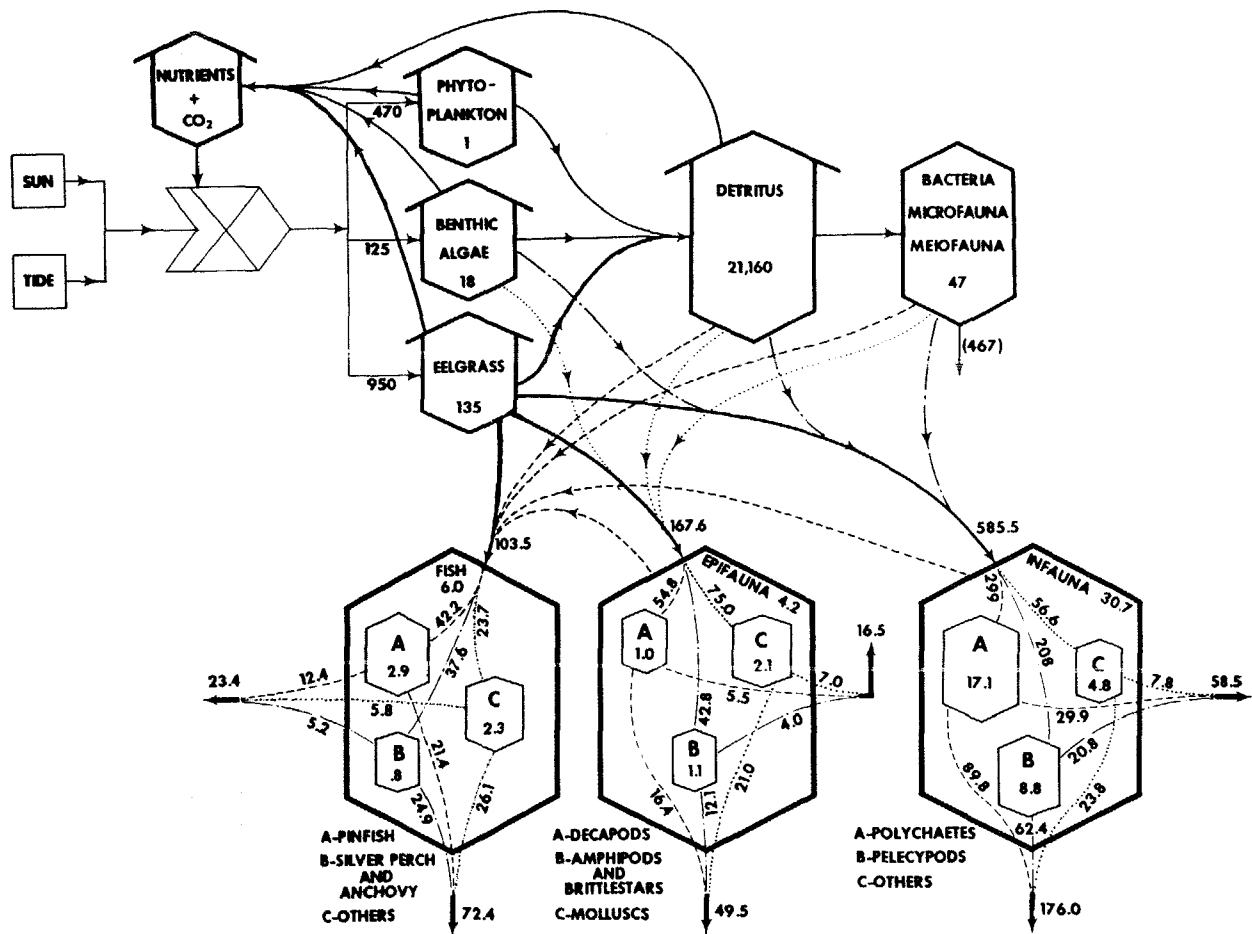 NUTRIENTS
+
CO₂
SUN
TIDE
470
PHYTO-
PLANKTON
1
125
BENTHIC
ALGAE
18
950
EELGRASS
135
DETRITUS
21,160
BACTERIA
MICROFAUNA
MEIOFAUNA
47
(467)
103.5
FISH
6.0
42.2
23.7
37.6
A
2.9
C
2.3
B
.8
12.4
5.8
5.2
23.4
21.4
24.9
26.1
72.4
A-PINFISH
B-SILVER PERCH
AND
ANCHOVY
C-OTHERS
167.6
EPIFAUNA 4.2
54.8
75.0
42.8
A
1.0
C
2.1
B
1.1
5.5
7.0
4.0
16.5
16.4
12.1
21.0
49.5
A-DECAPODS
B-AMPHIPODS
AND
BRITTLESTARS
C-MOLLUSCS
585.5
INFAUNA 30.7
299
56.6
208
A
17.1
C
4.8
B
8.8
7.8
29.9
20.8
58.5
89.8
62.4
23.8
176.0
A-POLYCHAETES
B-PELECYPODS
C-OTHERS